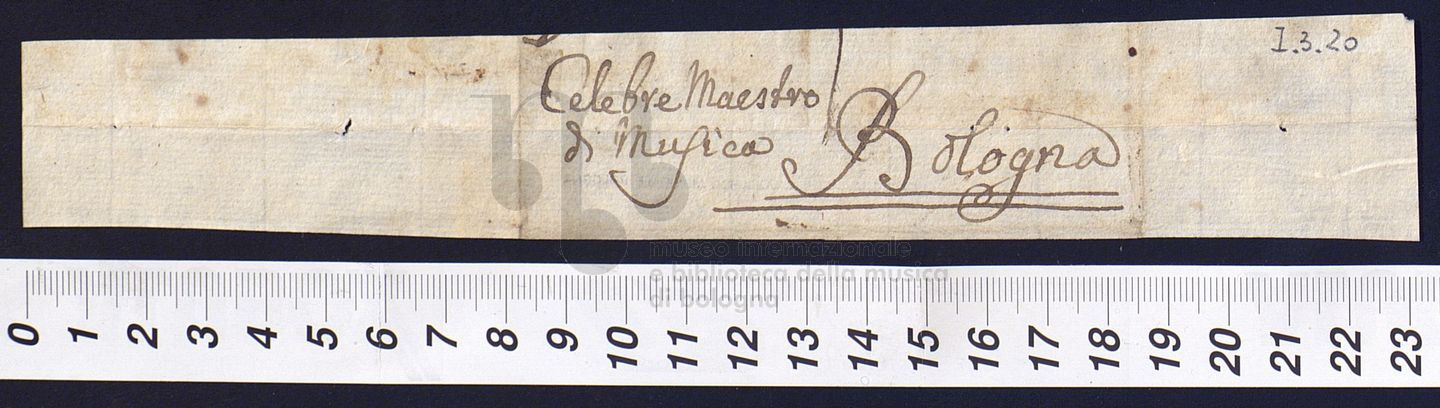 I.3.20
Celebre Maestro
di Musica Bologna
museo internazionale
e biblioteca della musica
di bologna
0 1 2 3 4 5 6 7 8 9 10 11 12 13 14 15 16 17 18 19 20 21 22 23